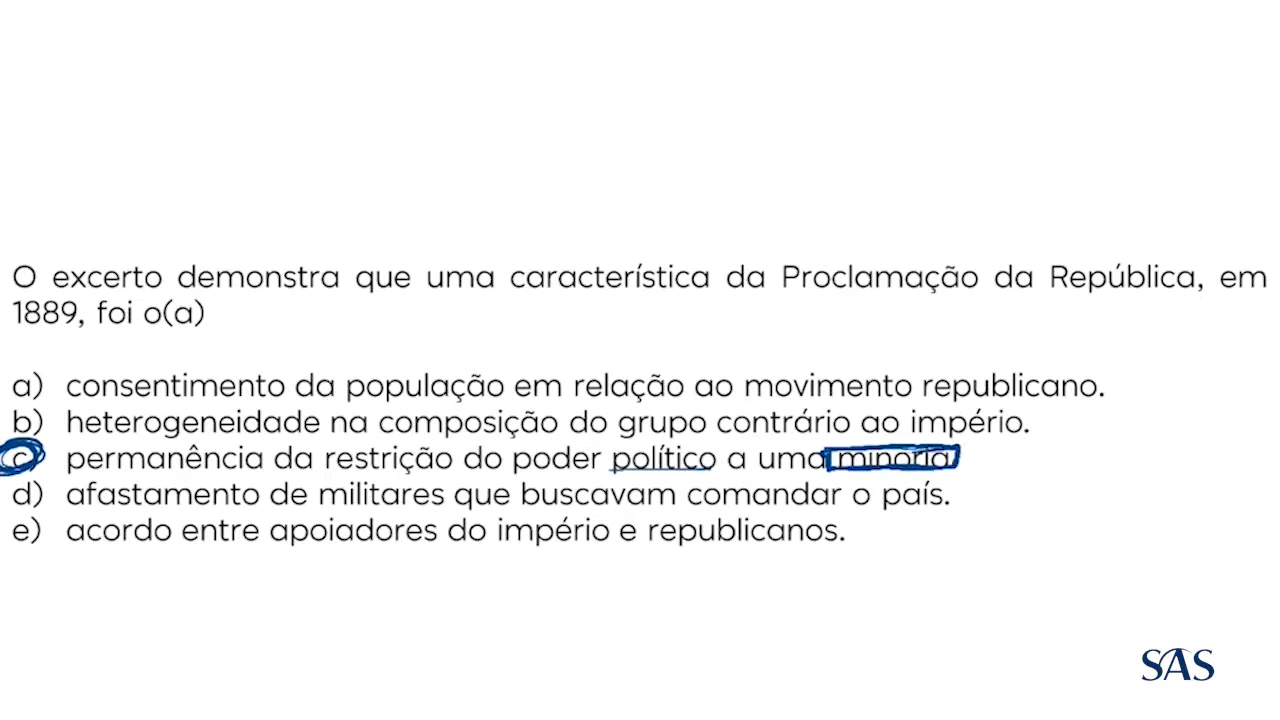 O excerto demonstra que uma característica da Proclamação da República, em
1889, foi o(a)
a) consentimento da população em relação ao movimento republicano.
b) heterogeneidade na composição do grupo contrário ao império.
c) permanência da restrição do poder político a uma minoria.
d) afastamento de militares que buscavam comandar o país.
e) acordo entre apoiadores do império e republicanos.
SAS